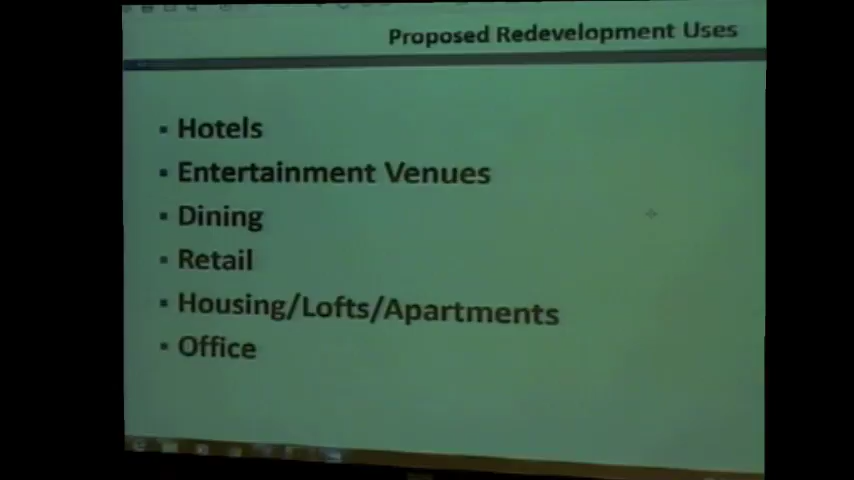 Proposed Redevelopment Uses
▪ Hotels
▪ Entertainment Venues
▪ Dining
▪ Retail
▪ Housing/Lofts/Apartments
▪ Office